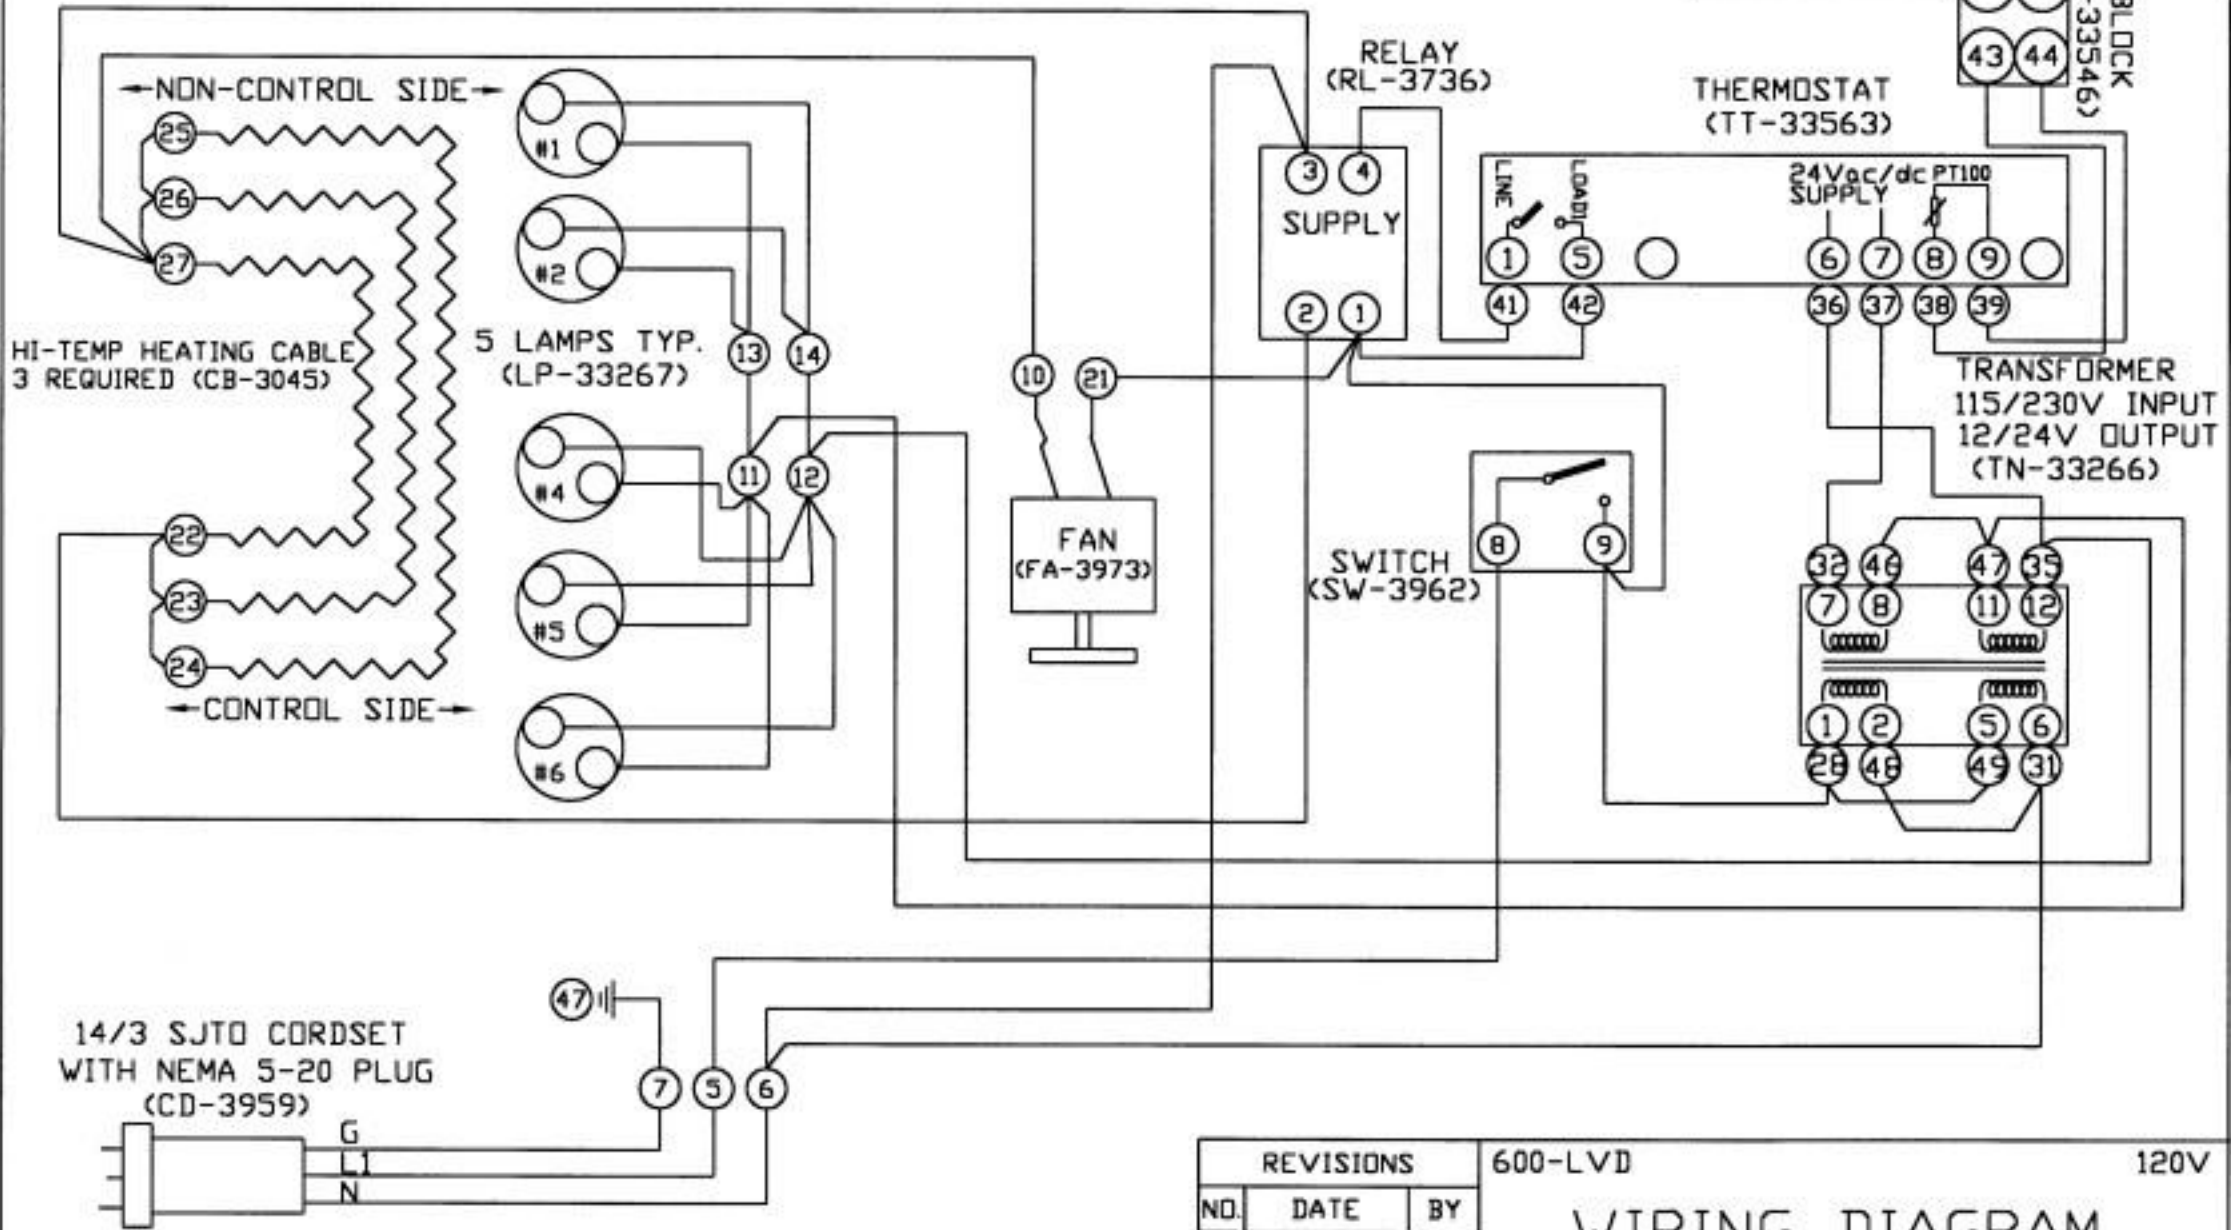 BLOCK
-33546)
43 44
RELAY
(RL-3736)
THERMOSTAT
(TT-33563)
←NON-CONTROL SIDE→
25
26
27
#1
#2
3 4
SUPPLY
2 1
LINE
LOAD1
24Vac/dc PT100
SUPPLY
1 5 6 7 8 9
41 42 36 37 38 39
HI-TEMP HEATING CABLE
3 REQUIRED (CB-3045)
5 LAMPS TYP.
(LP-33267)
13 14
10 21
TRANSFORMER
115/230V INPUT
12/24V OUTPUT
(TN-33266)
#4
11 12
22
23
24
←CONTROL SIDE→
#5
#6
FAN
(FA-3973)
SWITCH
(SW-3962)
8 9
32 46 47 35
7 8 11 12
1 2 5 6
28 48 49 31
47
14/3 SJTO CORDSET
WITH NEMA 5-20 PLUG
(CD-3959)
7 5 6
G
L1
N
REVISIONS
NO. DATE BY
600-LVD 120V
WIRING DIAGRAM